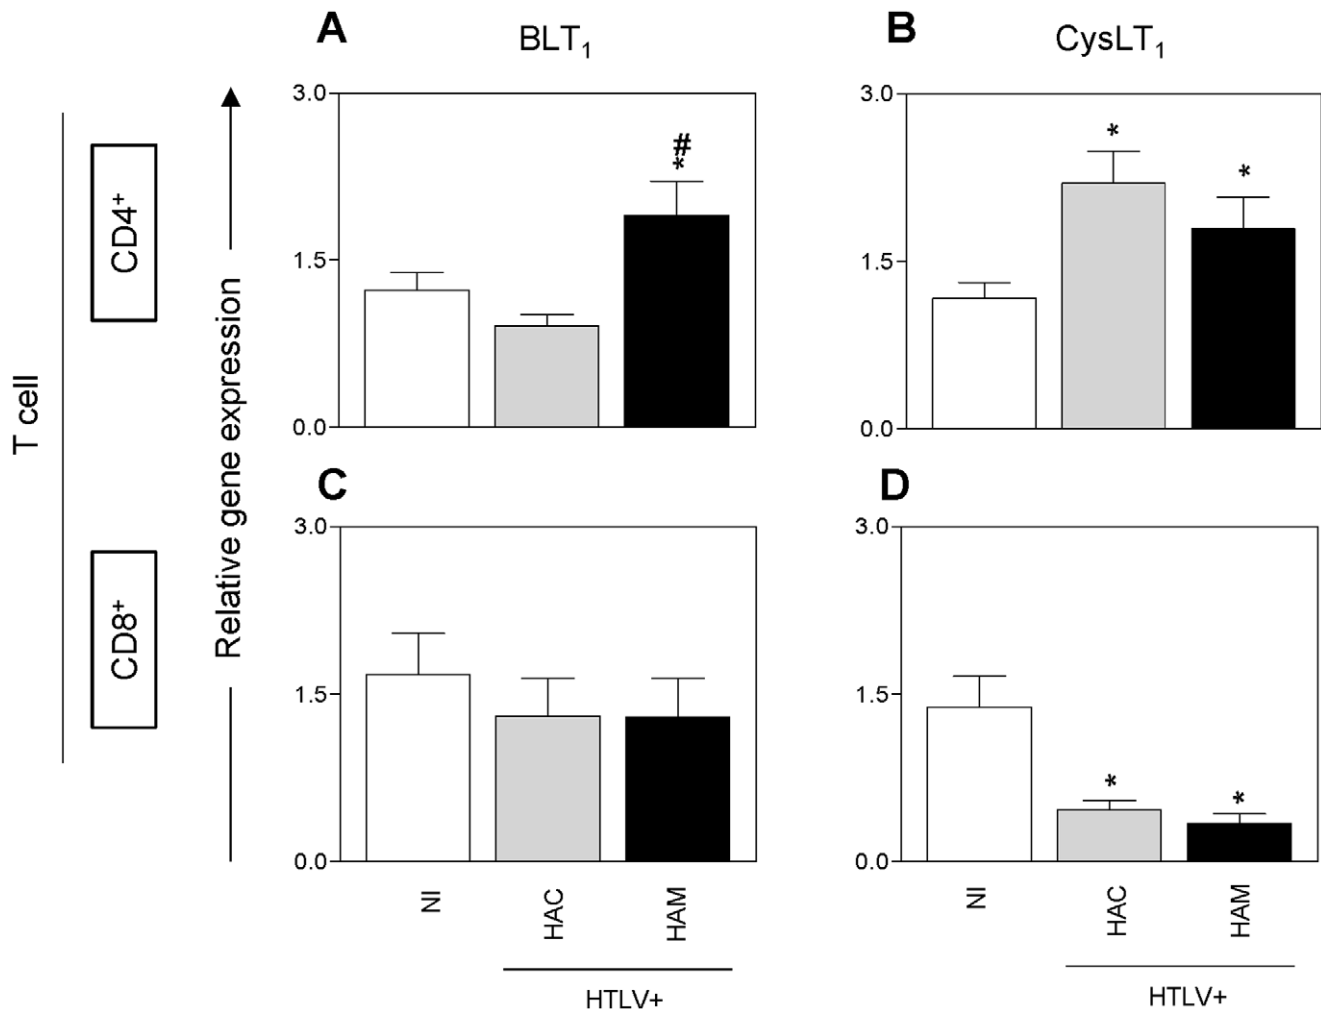 A
BLT₁
B
CysLT₁
T cell
CD4⁺
CD8⁺
Relative gene expression
3.0
1.5
0.0
#
*
3.0
1.5
0.0
*
*
C
D
3.0
1.5
0.0
3.0
1.5
0.0
*
*
NI
HAC
HAM
HTLV+
NI
HAC
HAM
HTLV+